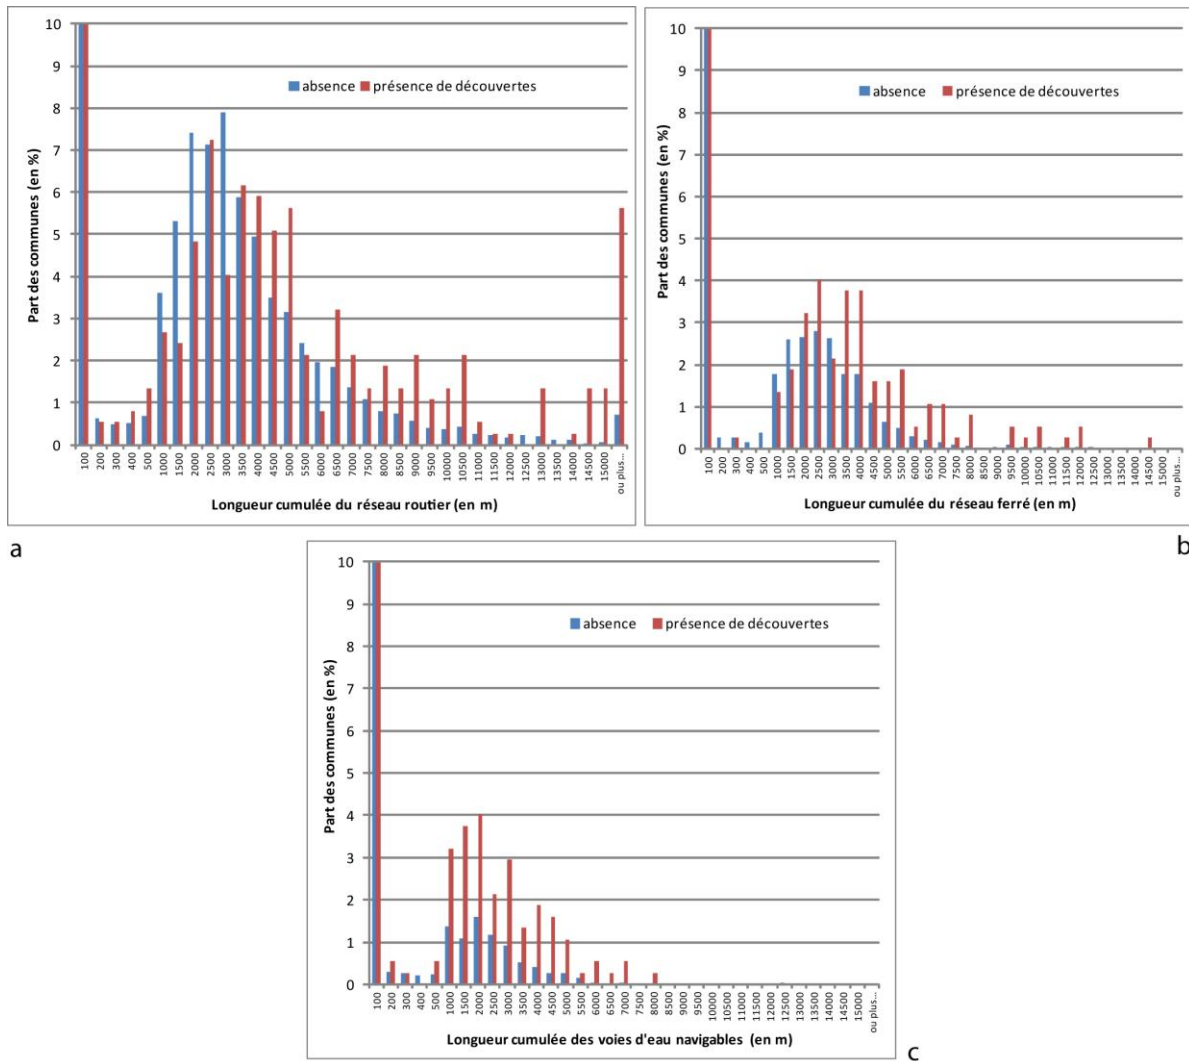 10
9
8
7
6
5
4
3
2
1
0
Part des communes (en %)
absence
présence de découvertes
100 200 300 400 500 1000 1500 2000 2500 3000 3500 4000 4500 5000 5500 6000 6500 7000 7500 8000 8500 9000 9500 10000 10500 11000 11500 12000 12500 13000 13500 14000 14500 15000 ou plus...
Longueur cumulée du réseau routier (en m)
a
10
9
8
7
6
5
4
3
2
1
0
Part des communes (en %)
absence
présence de découvertes
100 200 300 400 500 1000 1500 2000 2500 3000 3500 4000 4500 5000 5500 6000 6500 7000 7500 8000 8500 9000 9500 10000 10500 11000 11500 12000 12500 13000 13500 14000 14500 15000 ou plus...
Longueur cumulée du réseau ferré (en m)
b
10
9
8
7
6
5
4
3
2
1
0
Part des communes (en %)
absence
présence de découvertes
100 200 300 400 500 1000 1500 2000 2500 3000 3500 4000 4500 5000 5500 6000 6500 7000 7500 8000 8500 9000 9500 10000 10500 11000 11500 12000 12500 13000 13500 14000 14500 15000 ou plus...
Longueur cumulée des voies d'eau navigables (en m)
c